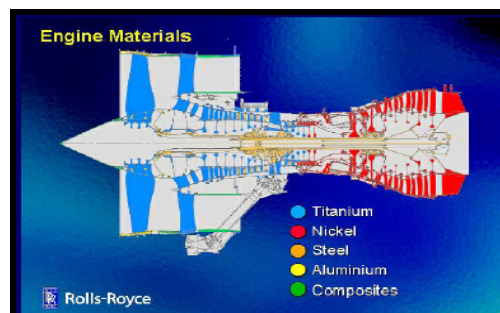 Engine Materials
Titanium
Nickel
Steel
Aluminium
Composites
Rolls-Royce